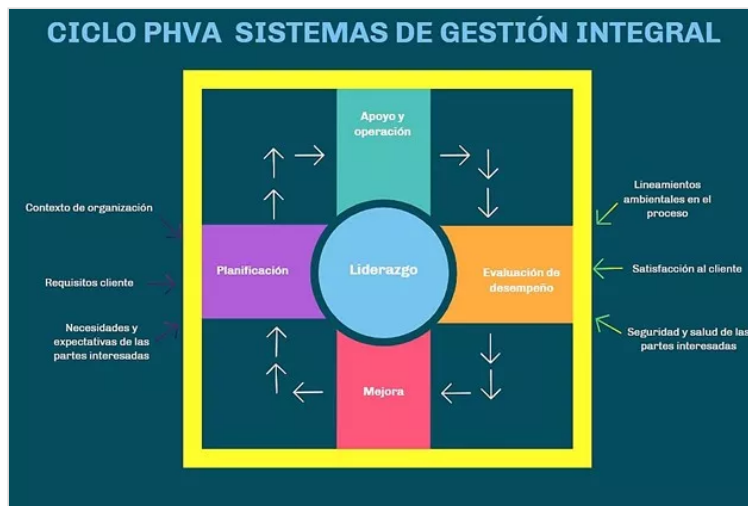 CICLO PHVA SISTEMAS DE GESTIÓN INTEGRAL
Apoyo y
operación
Contexto de organización
Requisitos cliente
Necesidades y
expectativas de las
partes interesadas
Planificación
Liderazgo
Evaluación de
desempeño
Mejora
Lineamientos
ambientales en el
proceso
Satisfacción al cliente
Seguridad y salud de las
partes interesadas